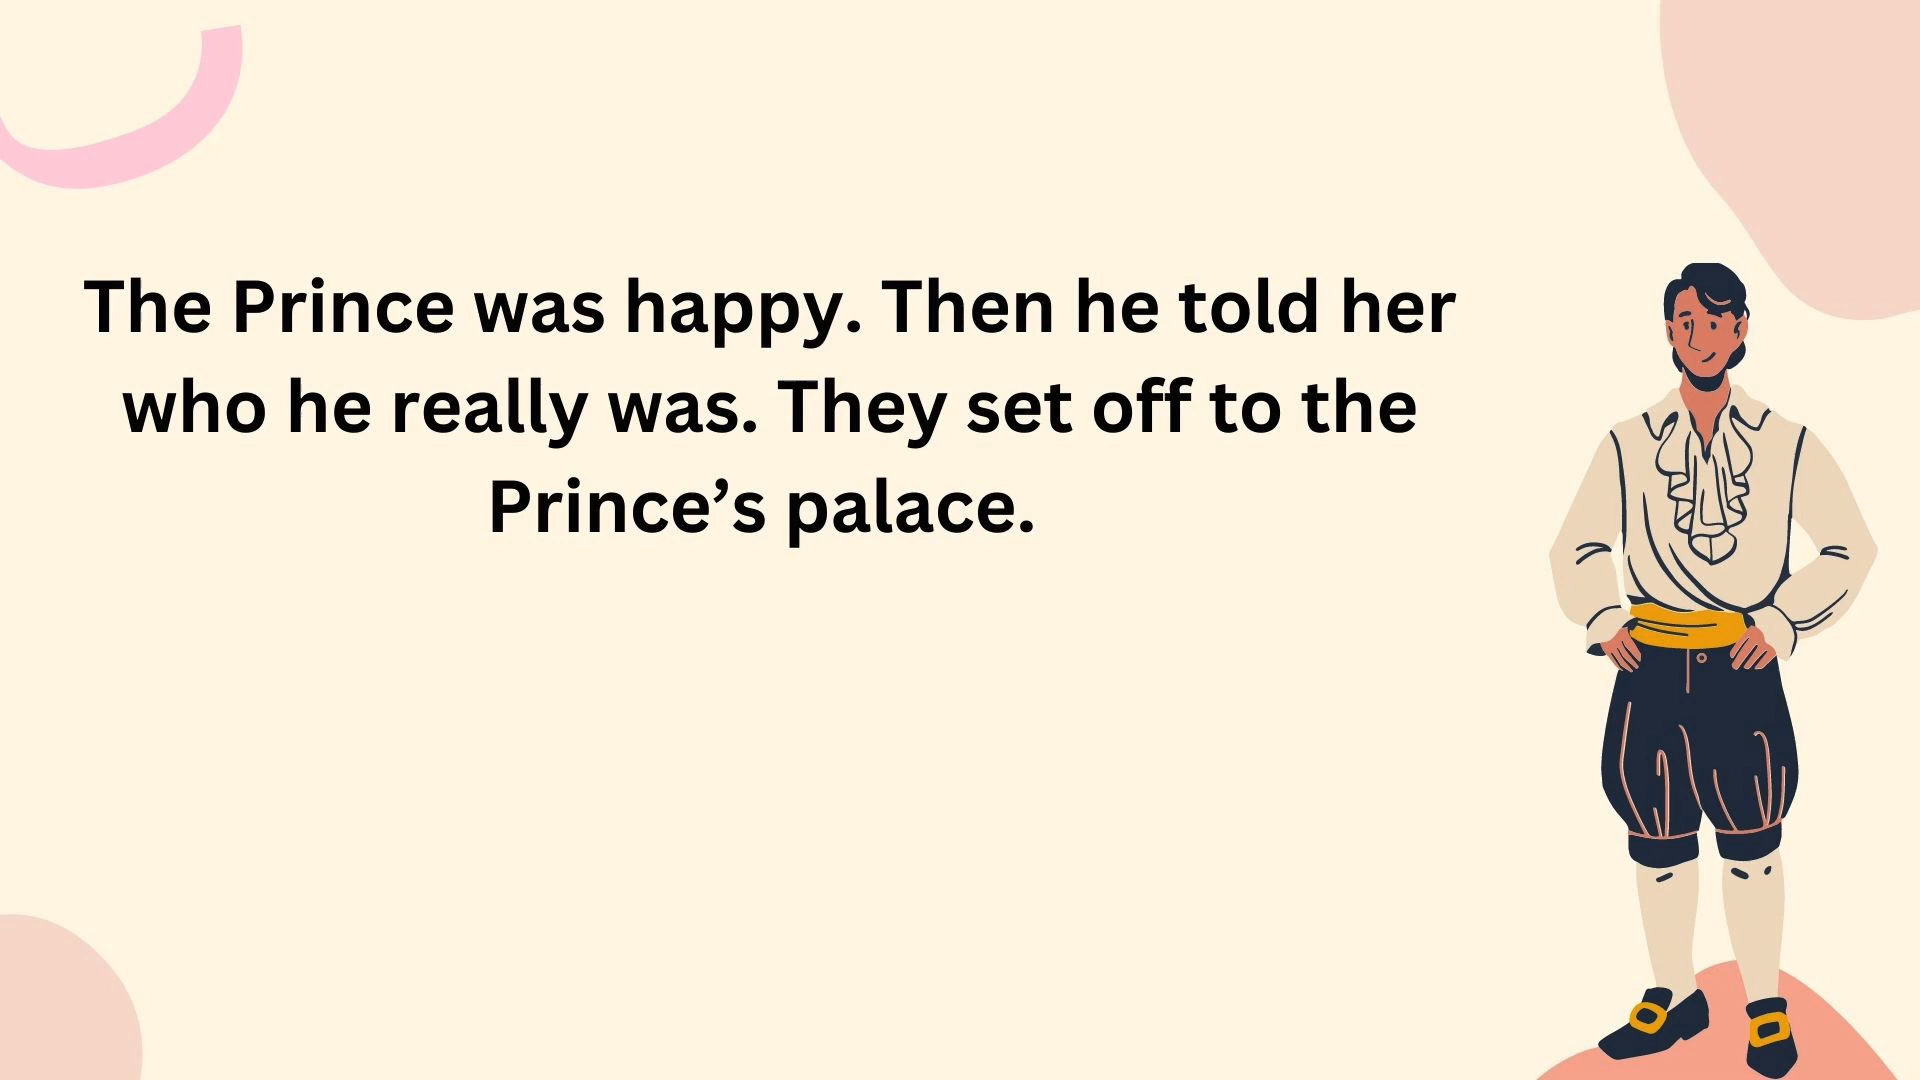 The Prince was happy. Then he told her
who he really was. They set off to the
Prince’s palace.